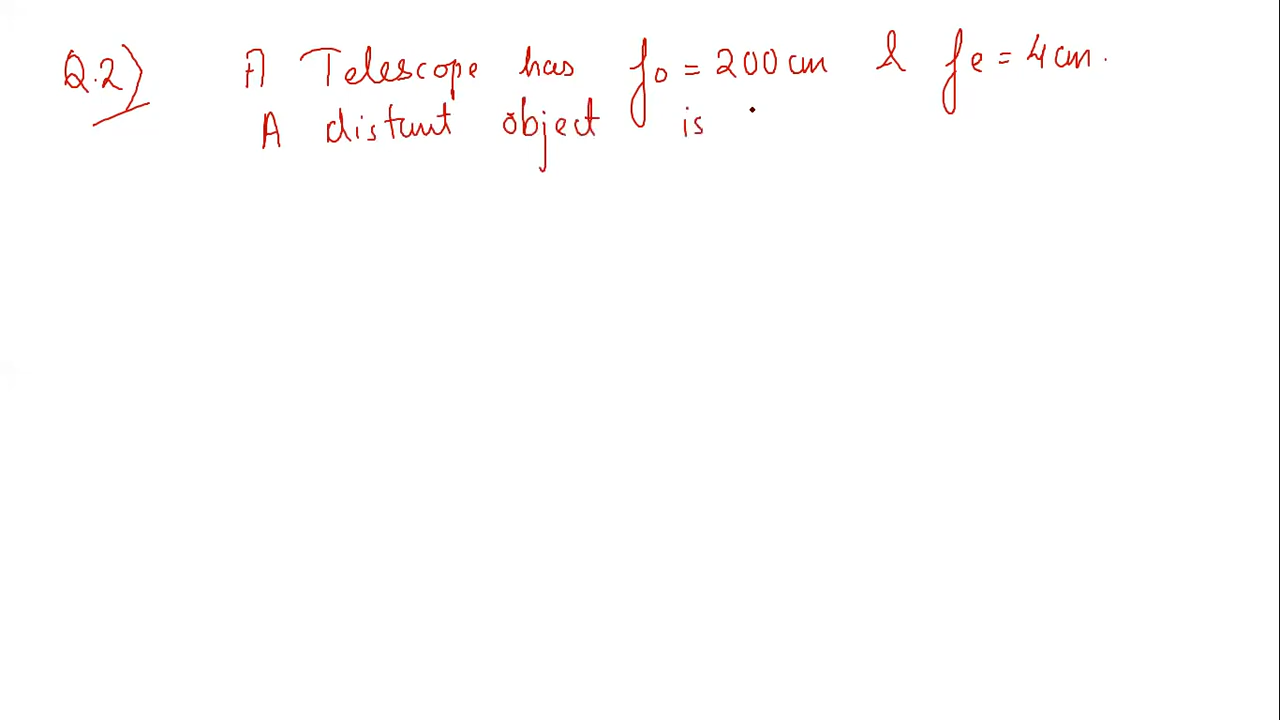 Q.2) A Telescope has fo = 200 cm & fe = 4 cm.
A distant object is